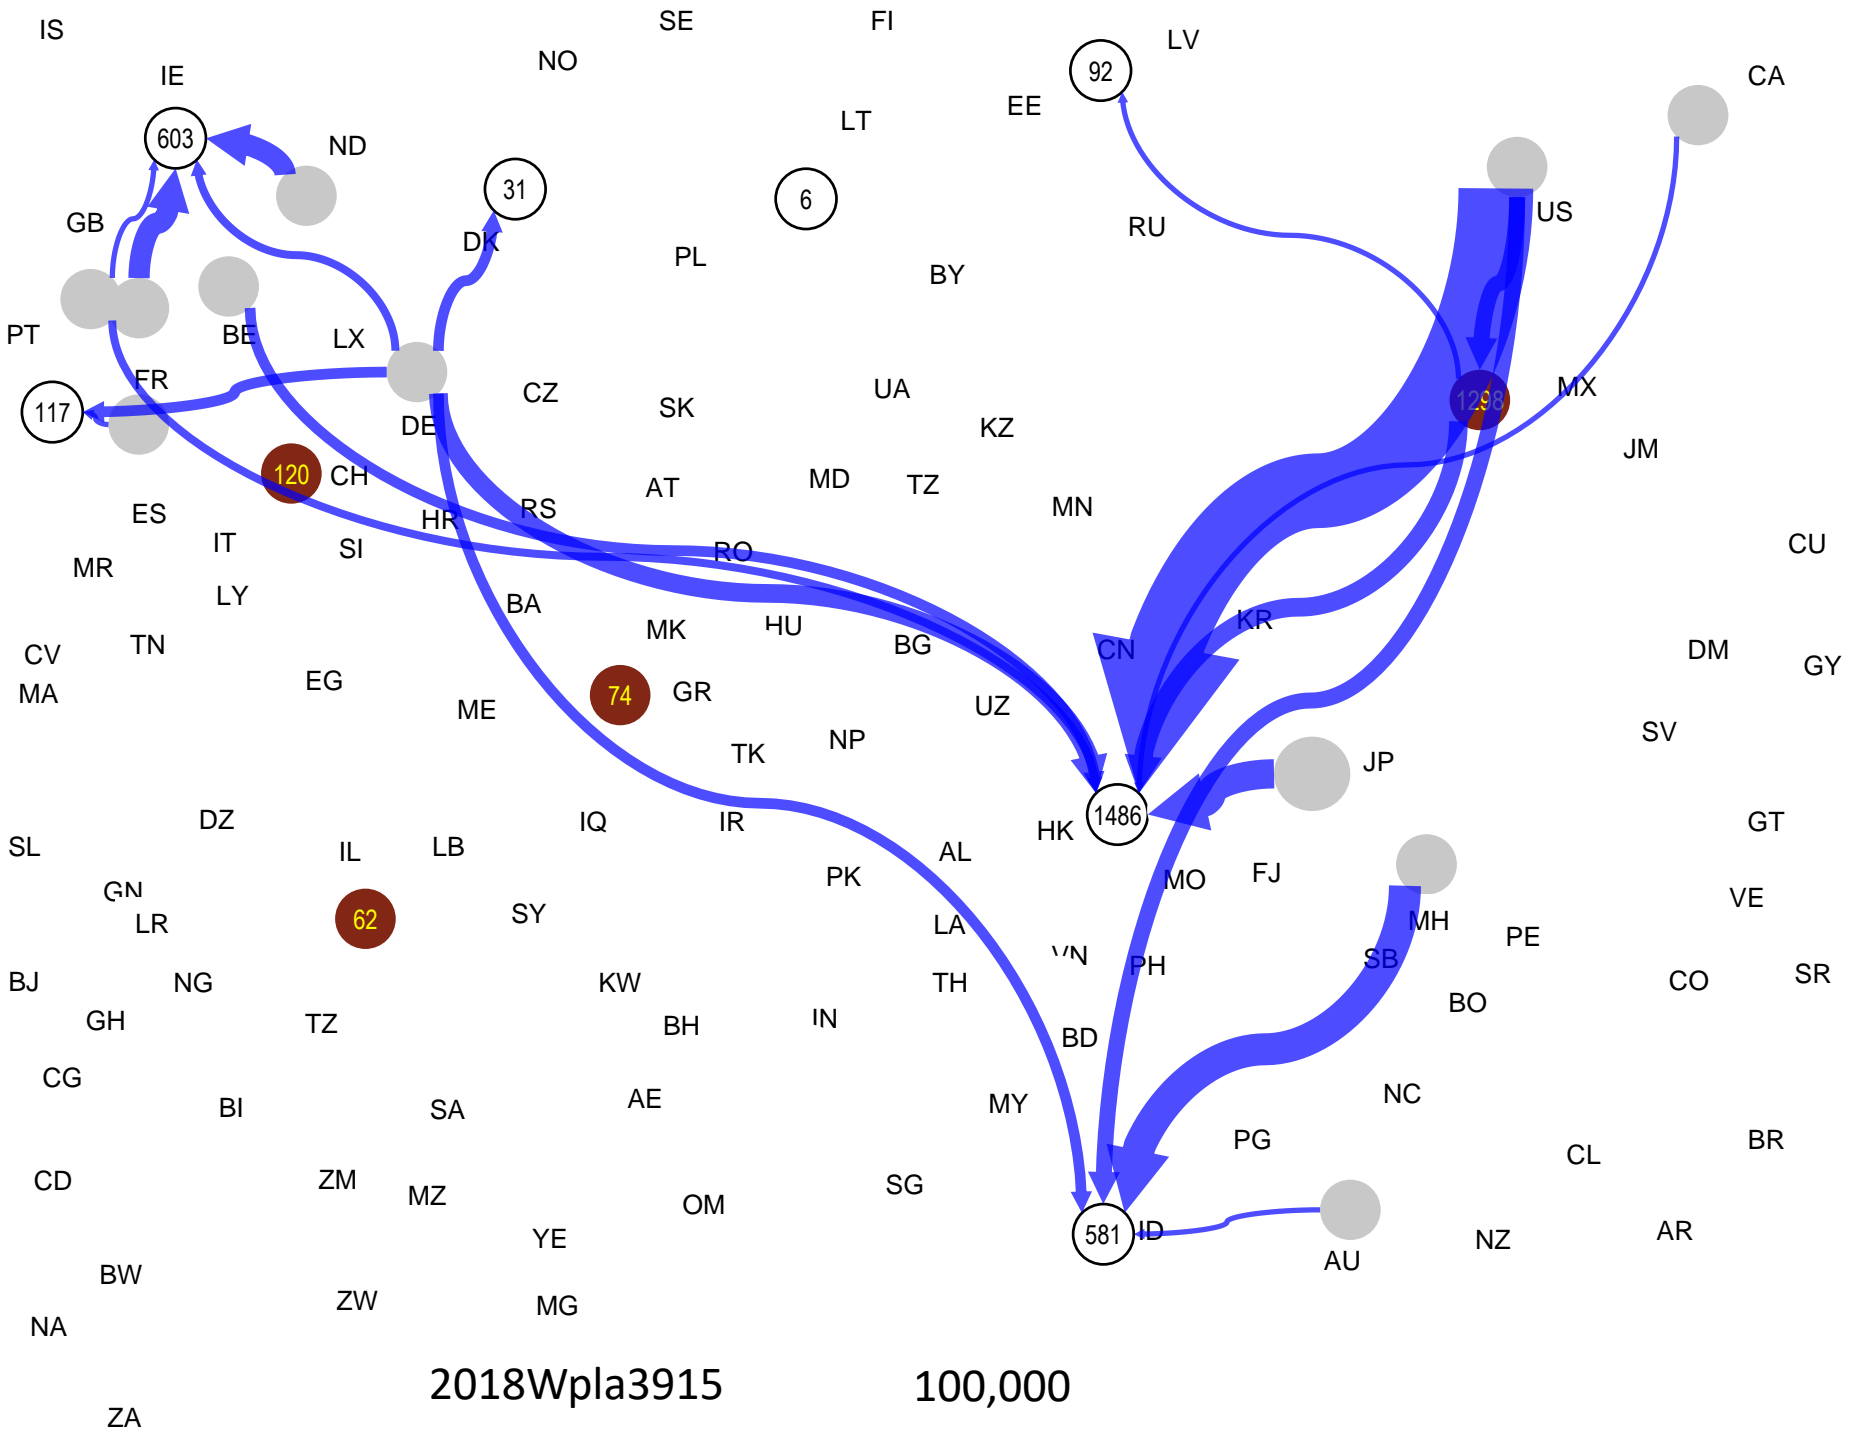 IS
SE
FI
LV
NO
IE
92
CA
EE
LT
603
ND
31
6
US
GB
RU
DK
PL
BY
PT
BE
LX
FR
CZ
UA
1298
MX
117
DE
SK
KZ
JM
120
CH
AT
MD
TZ
MN
ES
HR
RS
IT
SI
RO
CU
MR
LY
BA
KR
MK
HU
BG
CN
TN
CV
DM
GY
MA
EG
74
GR
ME
UZ
SV
TK
NP
JP
DZ
IQ
IR
1486
HK
GT
SL
IL
LB
AL
PK
MO
FJ
GN
VE
LR
62
SY
LA
MH
PE
VN
PH
SB
BJ
NG
KW
TH
CO
SR
BO
GH
TZ
BH
IN
BD
CG
BI
SA
AE
MY
NC
PG
CL
BR
CD
ZM
MZ
OM
SG
581
ID
YE
NZ
AR
AU
BW
ZW
MG
NA
2018Wpla3915
100,000
ZA